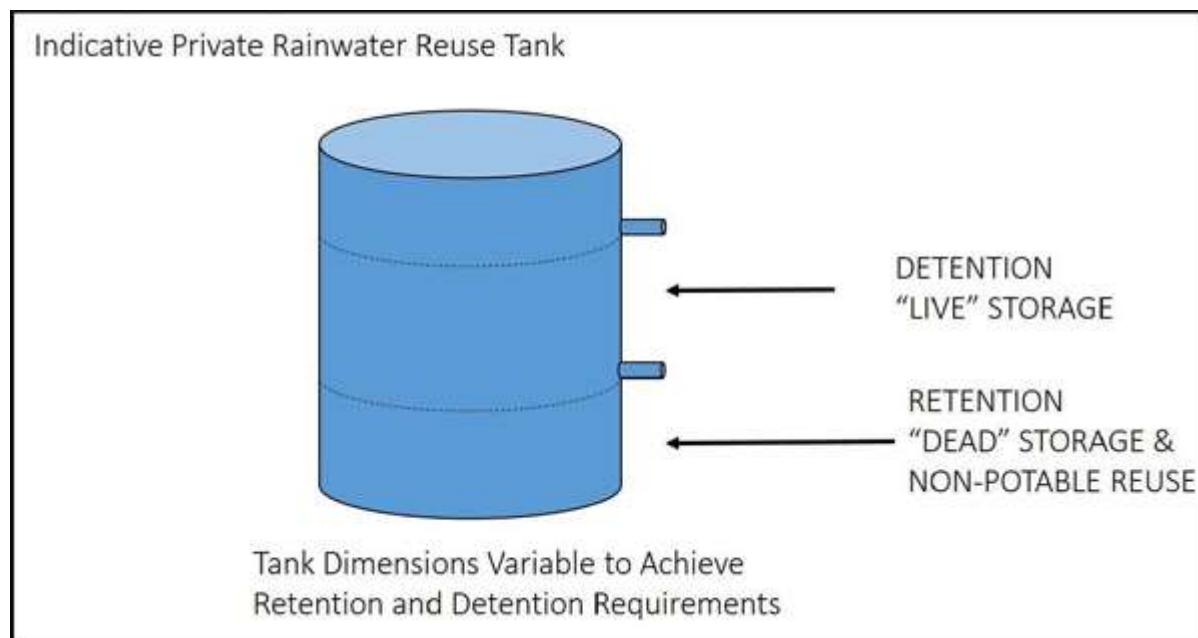 Indicative Private Rainwater Reuse Tank
DETENTION
“LIVE” STORAGE
RETENTION
“DEAD” STORAGE &
NON-POTABLE REUSE
Tank Dimensions Variable to Achieve
Retention and Detention Requirements